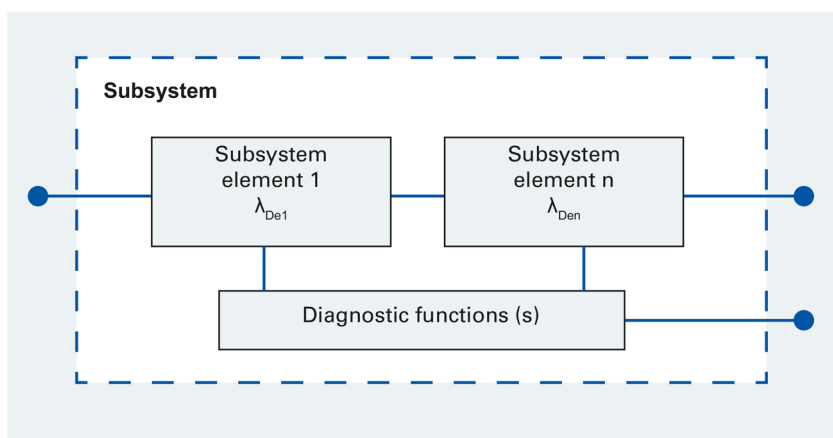 Subsystem
Subsystem
element 1
λDe1
Subsystem
element n
λDen
Diagnostic functions (s)